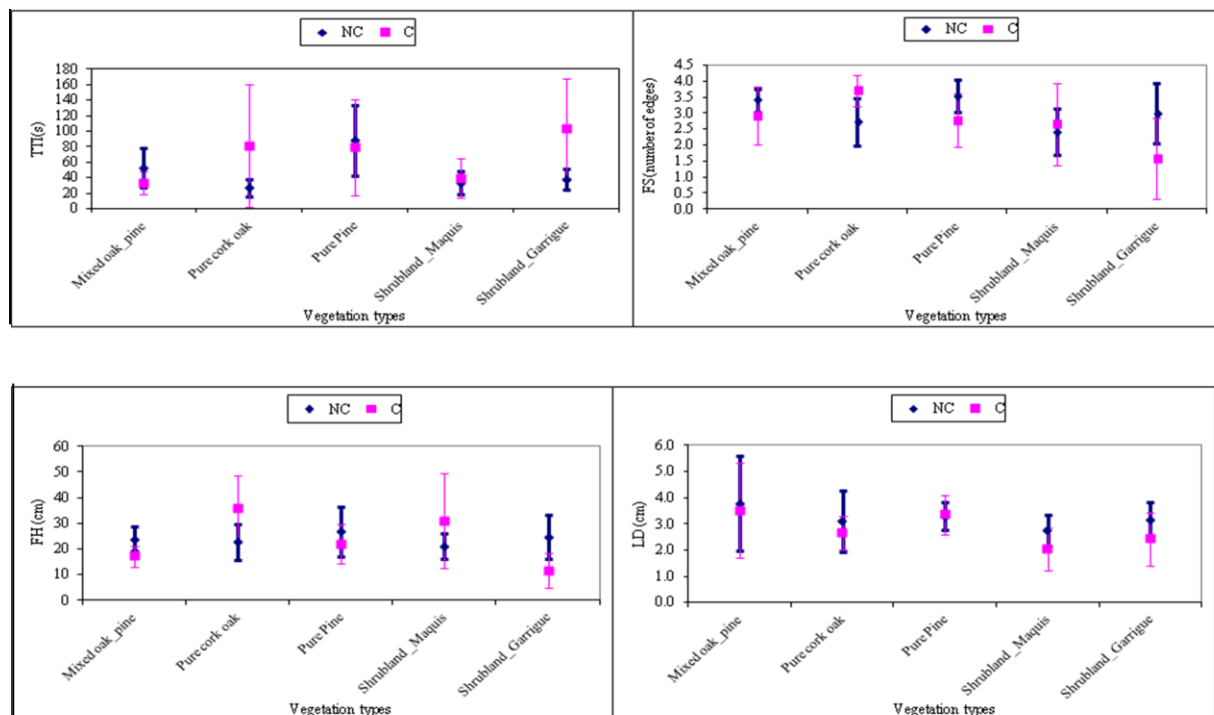 NC C
TTI(s)
180
160
140
120
100
80
60
40
20
0
Mixed oak_pine
Pure cork oak
Pure Pine
Shrubland_Maquis
Shrubland_Garrigue
Vegetation types
NC C
FS(number of edges)
4.5
4.0
3.5
3.0
2.5
2.0
1.5
1.0
0.5
0.0
Mixed oak_pine
Pure cork oak
Pure Pine
Shrubland_Maquis
Shrubland_Garrigue
Vegetation types
NC C
FH (cm)
60
50
40
30
20
10
0
Mixed oak_pine
Pure cork oak
Pure Pine
Shrubland_Maquis
Shrubland_Garrigue
Vegetation types
NC C
LD (cm)
6.0
5.0
4.0
3.0
2.0
1.0
0.0
Mixed oak_pine
Pure cork oak
Pure Pine
Shrubland_Maquis
Shrubland_Garrigue
Vegetation types